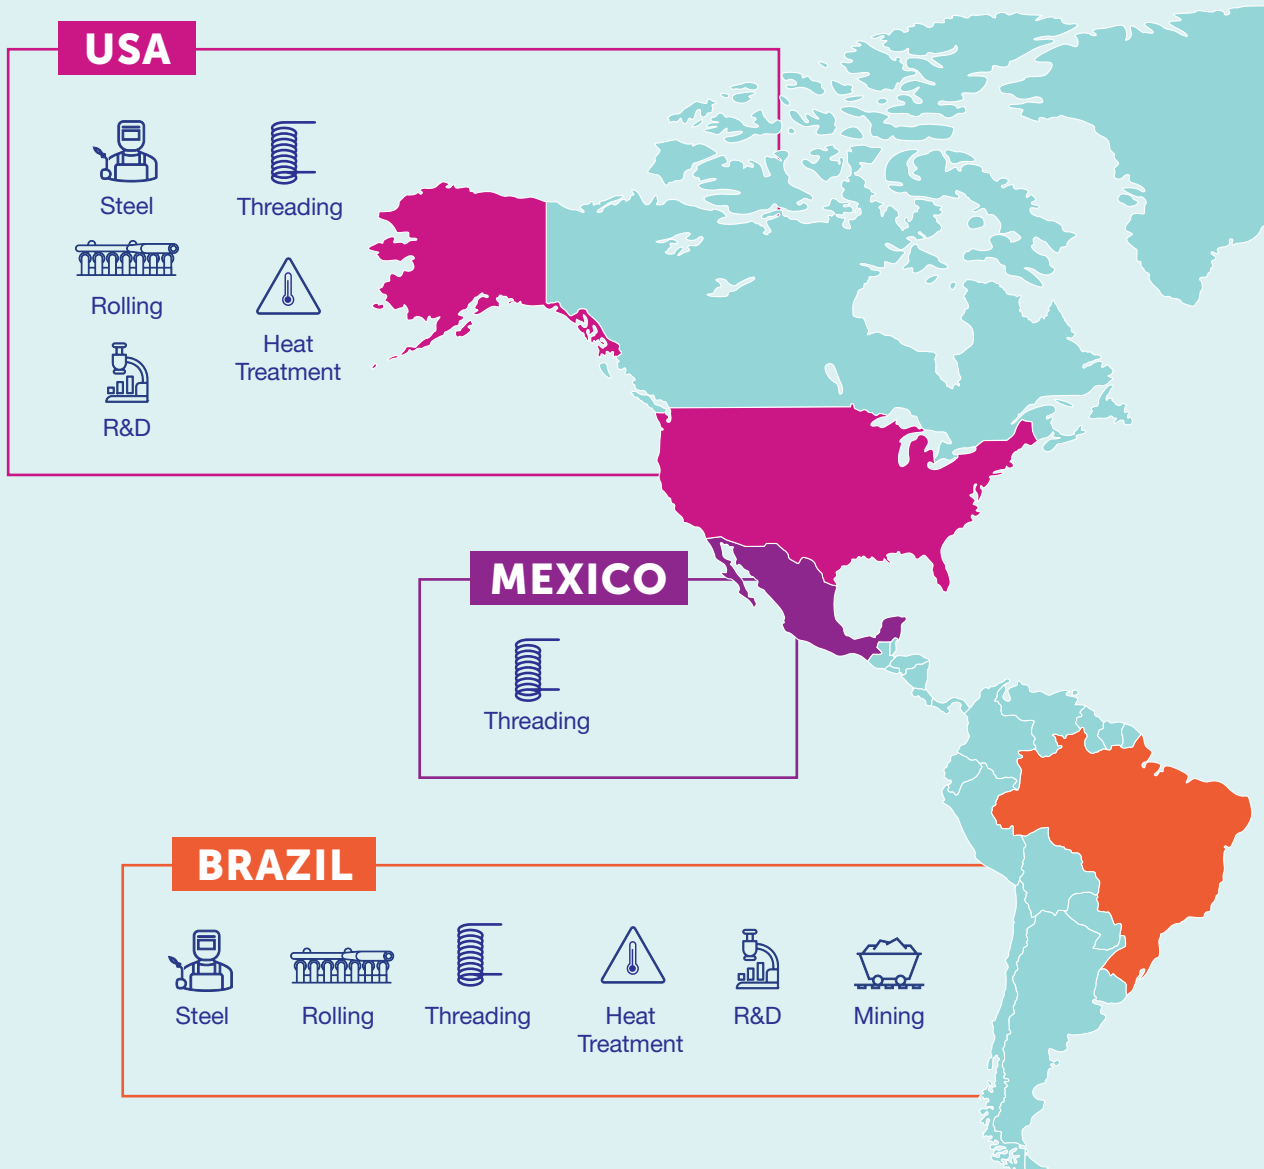 USA
Steel
Threading
Rolling
Heat
Treatment
R&D
MEXICO
Threading
BRAZIL
Steel
Rolling
Threading
Heat
Treatment
R&D
Mining